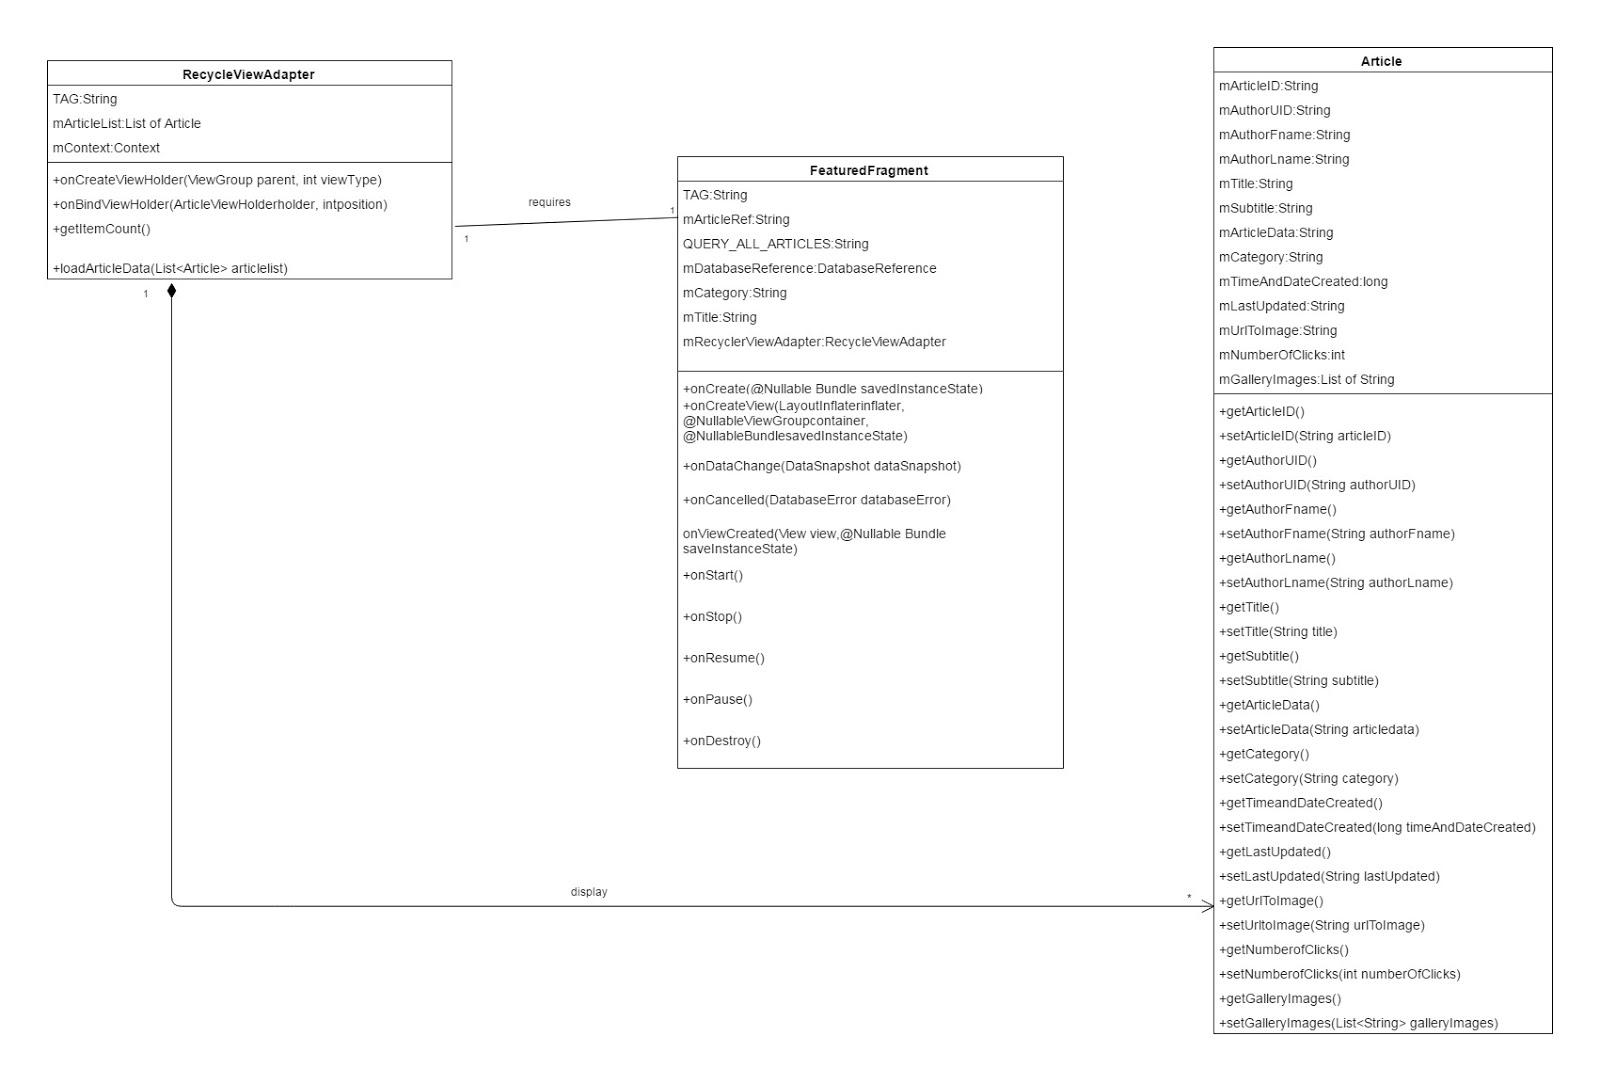 RecycleViewAdapter
TAG:String
mArticleList:List of Article
mContext:Context
+onCreateViewHolder(ViewGroup parent, int viewType)
+onBindViewHolder(ArticleViewHolderholder, intposition)
+getItemCount()
+loadArticleData(List<Article> articlelist)
1
requires
1
1
FeaturedFragment
TAG:String
mArticleRef:String
QUERY_ALL_ARTICLES:String
mDatabaseReference:DatabaseReference
mCategory:String
mTitle:String
mRecyclerViewAdapter:RecycleViewAdapter
+onCreate(@Nullable Bundle savedInstanceState)
+onCreateView(LayoutInflaterinflater,
@NullableViewGroupcontainer,
@NullableBundlesavedInstanceState)
+onDataChange(DataSnapshot dataSnapshot)
+onCancelled(DatabaseError databaseError)
onViewCreated(View view,@Nullable Bundle
saveInstanceState)
+onStart()
+onStop()
+onResume()
+onPause()
+onDestroy()
display
*
Article
mArticleID:String
mAuthorUID:String
mAuthorFname:String
mAuthorLname:String
mTitle:String
mSubtitle:String
mArticleData:String
mCategory:String
mTimeAndDateCreated:long
mLastUpdated:String
mUrlToImage:String
mNumberOfClicks:int
mGalleryImages:List of String
+getArticleID()
+setArticleID(String articleID)
+getAuthorUID()
+setAuthorUID(String authorUID)
+getAuthorFname()
+setAuthorFname(String authorFname)
+getAuthorLname()
+setAuthorLname(String authorLname)
+getTitle()
+setTitle(String title)
+getSubtitle()
+setSubtitle(String subtitle)
+getArticleData()
+setArticleData(String articledata)
+getCategory()
+setCategory(String category)
+getTimeandDateCreated()
+setTimeandDateCreated(long timeAndDateCreated)
+getLastUpdated()
+setLastUpdated(String lastUpdated)
+getUrlToImage()
+setUrltoImage(String urlToImage)
+getNumberofClicks()
+setNumberofClicks(int numberOfClicks)
+getGalleryImages()
+setGalleryImages(List<String> galleryImages)